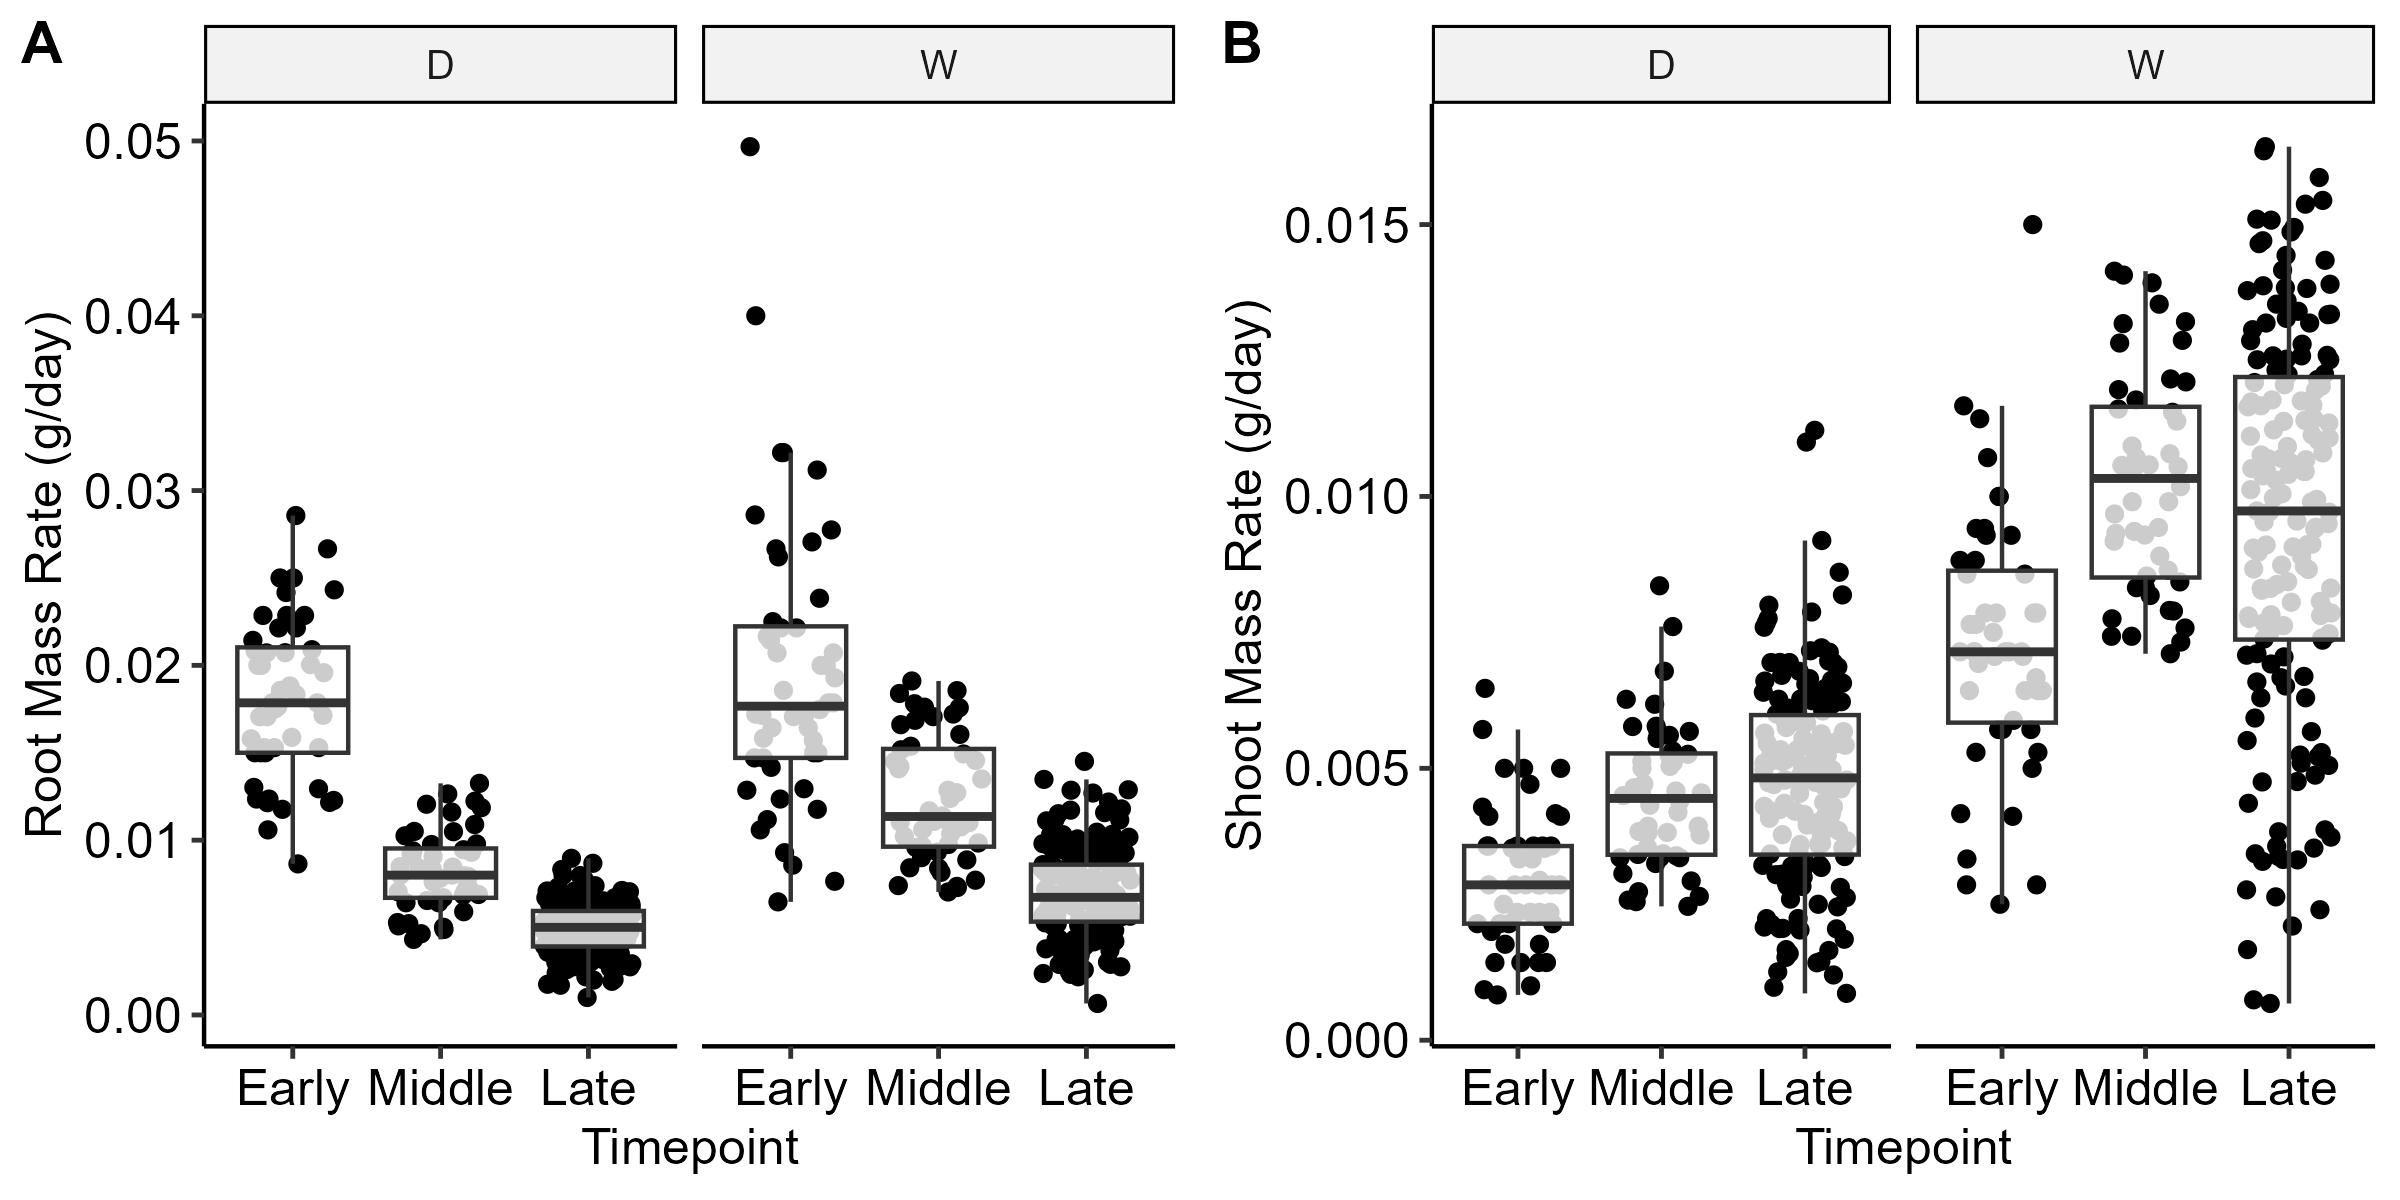 A
D
W
Root Mass Rate (g/day)
0.05
0.04
0.03
0.02
0.01
0.00
Early Middle Late
Early Middle Late
Timepoint
B
D
W
Shoot Mass Rate (g/day)
0.015
0.010
0.005
0.000
Early Middle Late
Early Middle Late
Timepoint